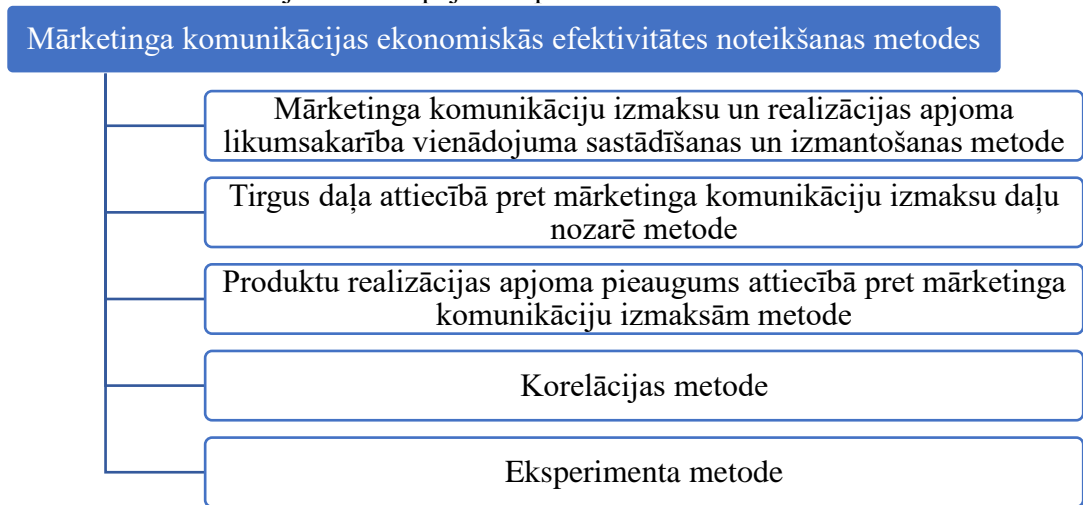 Mārketinga komunikācijas ekonomiskās efektivitātes noteikšanas metodes
Mārketinga komunikāciju izmaksu un realizācijas apjoma
likumsakarība vienādojuma sastādīšanas un izmantošanas metode
Tirgus daļa attiecībā pret mārketinga komunikāciju izmaksu daļu
nozarē metode
Produktu realizācijas apjoma pieaugums attiecībā pret mārketinga
komunikāciju izmaksām metode
Korelācijas metode
Eksperimenta metode